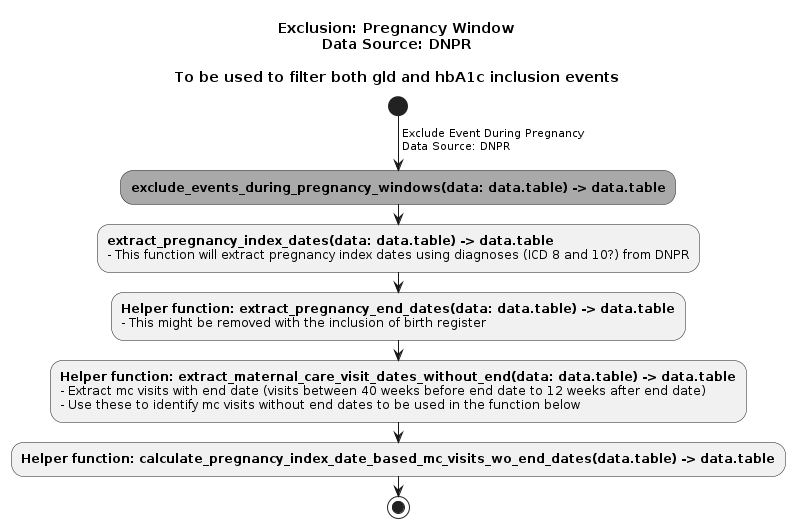 Exclusion: Pregnancy Window
Data Source: DNPR
To be used to filter both gld and hbA1c inclusion events
Exclude Event During Pregnancy
Data Source: DNPR
exclude_events_during_pregnancy_windows(data: data.table) -> data.table
extract_pregnancy_index_dates(data: data.table) -> data.table
- This function will extract pregnancy index dates using diagnoses (ICD 8 and 10?) from DNPR
Helper function: extract_pregnancy_end_dates(data: data.table) -> data.table
- This might be removed with the inclusion of birth register
Helper function: extract_maternal_care_visit_dates_without_end(data: data.table) -> data.table
- Extract mc visits with end date (visits between 40 weeks before end date to 12 weeks after end date)
- Use these to identify mc visits without end dates to be used in the function below
Helper function: calculate_pregnancy_index_date_based_mc_visits_wo_end_dates(data.table) -> data.table